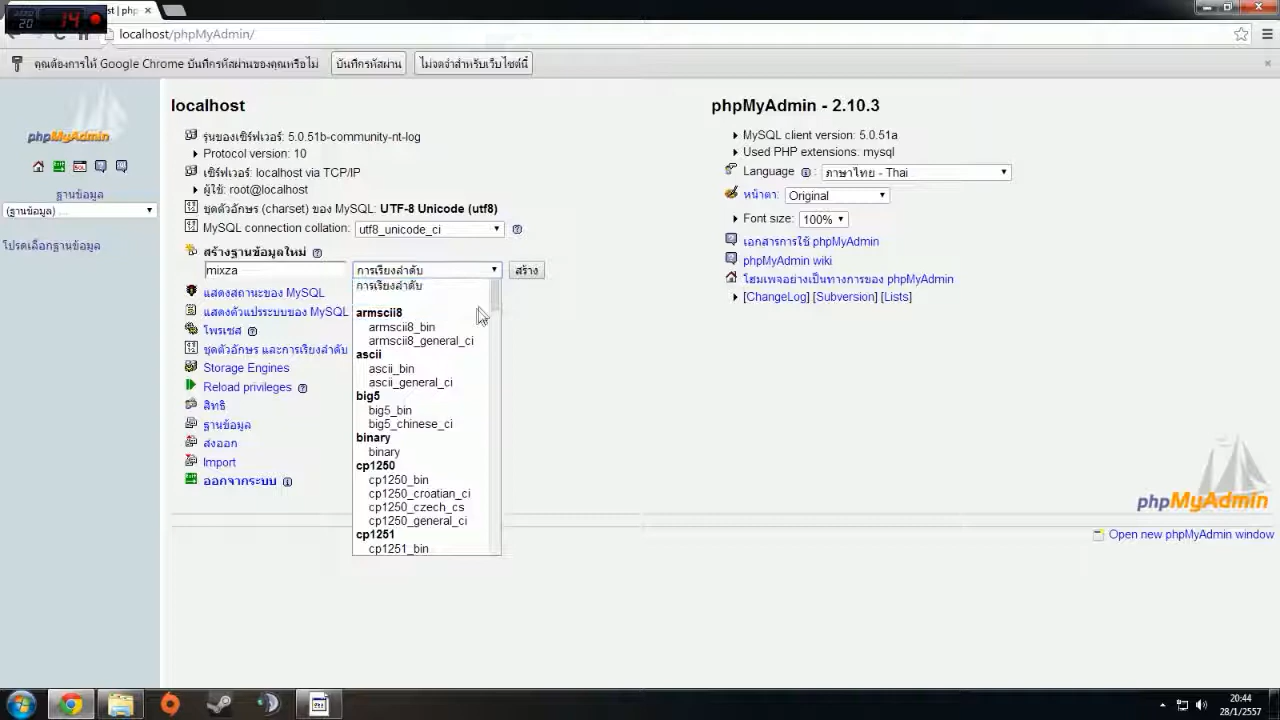 20
14
st | php
localhost/phpMyAdmin/
คุณต้องการให้ Google Chrome บันทึกรหัสผ่านของคุณหรือไม่
บันทึกรหัสผ่าน
ไม่จดจำสำหรับเว็บไซต์นี้
phpMyAdmin
ฐานข้อมูล
(ฐานข้อมูล) ...
โปรดเลือกฐานข้อมูล
localhost
รุ่นของเซิร์ฟเวอร์: 5.0.51b-community-nt-log
Protocol version: 10
เซิร์ฟเวอร์: localhost via TCP/IP
ผู้ใช้: root@localhost
ชุดตัวอักษร (charset) ของ MySQL: UTF-8 Unicode (utf8)
MySQL connection collation: utf8_unicode_ci
สร้างฐานข้อมูลใหม่
mixza การเรียงลำดับ สร้าง
การเรียงลำดับ
armscii8
armscii8_bin
armscii8_general_ci
ascii
ascii_bin
ascii_general_ci
big5
big5_bin
big5_chinese_ci
binary
binary
cp1250
cp1250_bin
cp1250_croatian_ci
cp1250_czech_cs
cp1250_general_ci
cp1251
cp1251_bin
แสดงสถานะของ MySQL
แสดงตัวแปรระบบของ MySQL
โพรเซส
ชุดตัวอักษร และการเรียงลำดับ
Storage Engines
Reload privileges
สิทธิ
ฐานข้อมูล
ส่งออก
Import
ออกจากระบบ
phpMyAdmin - 2.10.3
MySQL client version: 5.0.51a
Used PHP extensions: mysql
Language : ภาษาไทย - Thai
หน้าตา: Original
Font size: 100%
เอกสารการใช้ phpMyAdmin
phpMyAdmin wiki
โฮมเพจอย่างเป็นทางการของ phpMyAdmin
[ChangeLog] [Subversion] [Lists]
phpMyAdmin
Open new phpMyAdmin window
20:44
28/1/2557